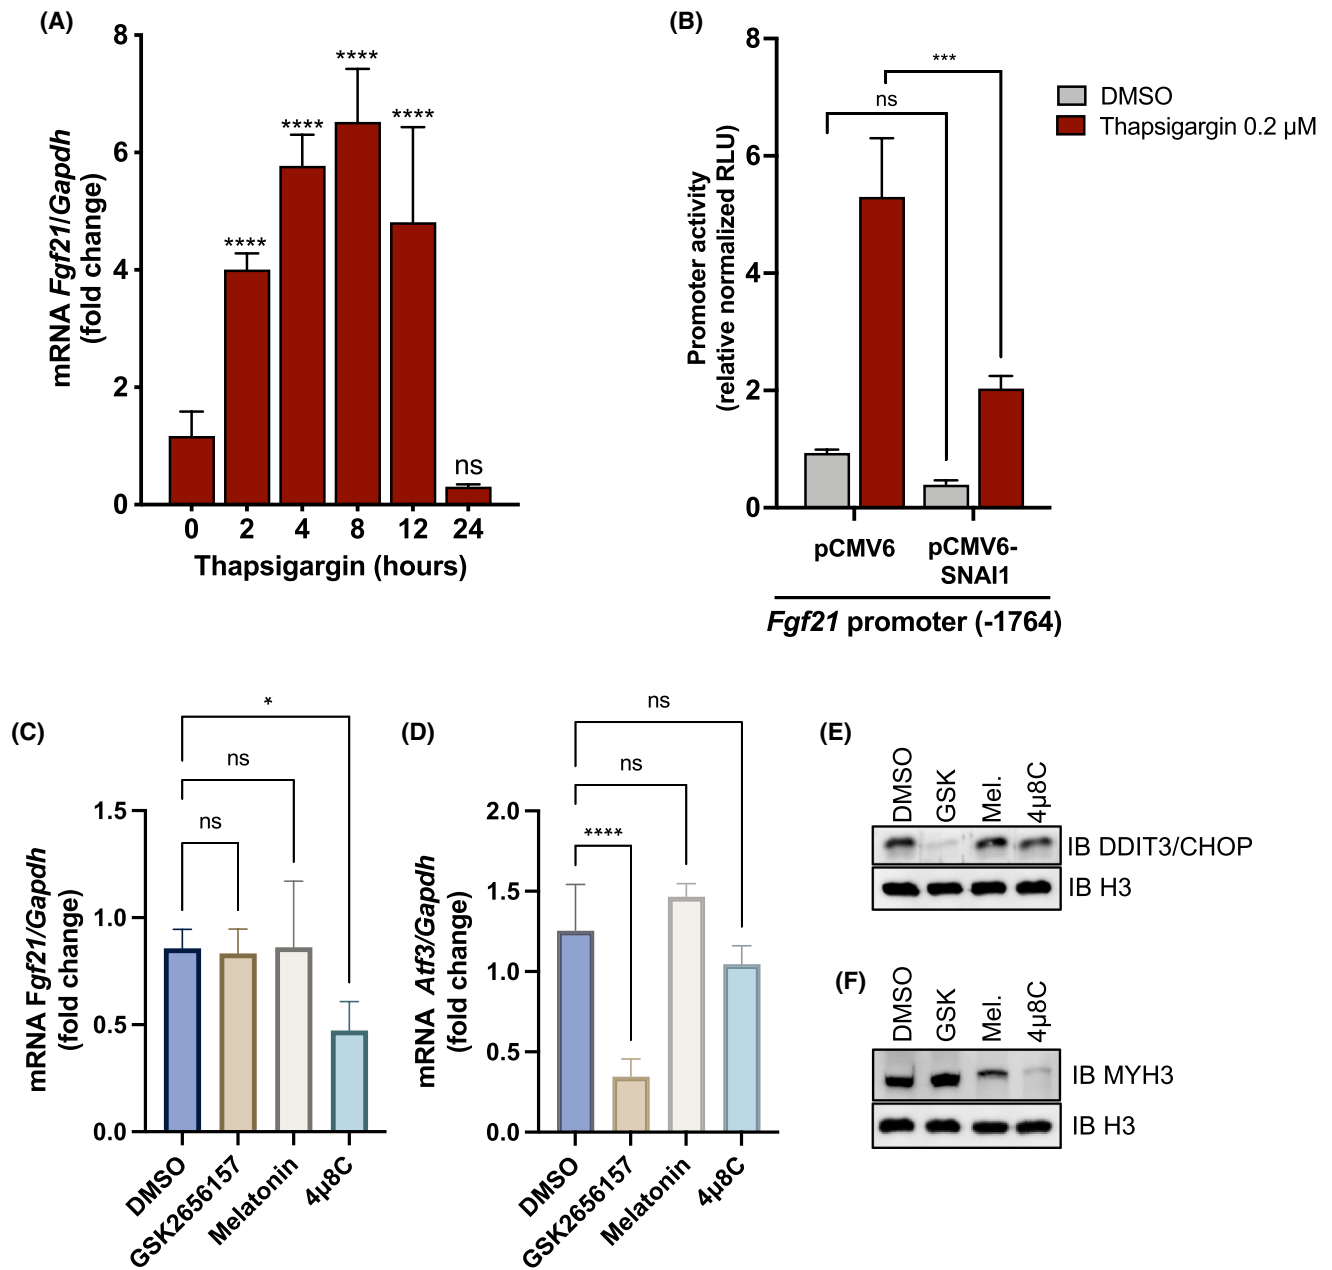 (A)
mRNA Fgf21/Gapdh
(fold change)
8
6
4
2
0
****
****
****
****
ns
0 2 4 8 12 24
Thapsigargin (hours)
(B)
Promoter activity
(relative normalized RLU)
8
6
4
2
0
***
ns
DMSO
Thapsigargin 0.2 µM
pCMV6
pCMV6-
SNAI1
Fgf21 promoter (-1764)
(C)
mRNA Fgf21/Gapdh
(fold change)
1.5
1.0
0.5
0.0
*
ns
ns
DMSO
GSK2656157
Melatonin
4µ8C
(D)
mRNA Atf3/Gapdh
(fold change)
2.0
1.5
1.0
0.5
0.0
ns
ns
****
DMSO
GSK2656157
Melatonin
4µ8C
(E)
DMSO
GSK
Mel.
4µ8C
IB DDIT3/CHOP
IB H3
(F)
DMSO
GSK
Mel.
4µ8C
IB MYH3
IB H3